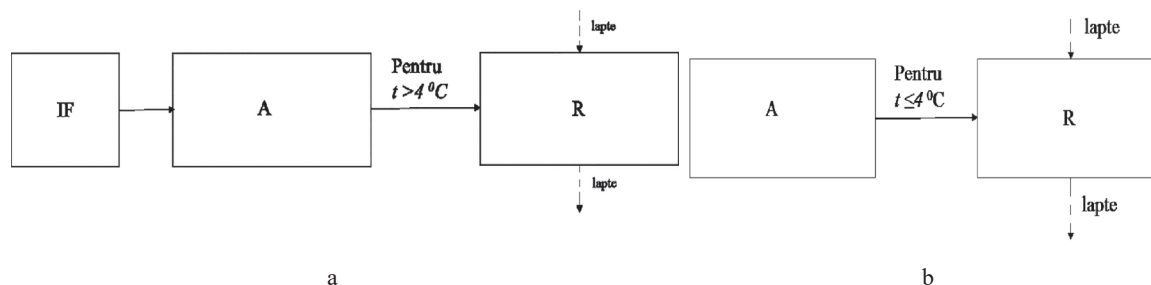 lapte
IF
A
Pentru
t >4 ⁰C
R
lapte
a
lapte
A
Pentru
t ≤4 ⁰C
R
lapte
b